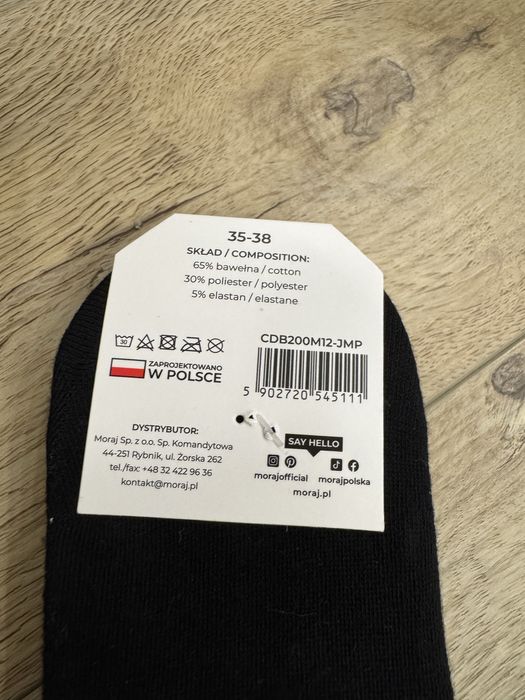 35-38
SKŁAD / COMPOSITION:
65% bawełna / cotton
30% poliester / polyester
5% elastan / elastane
30
CDB200M12-JMP
ZAPROJEKTOWANO
W POLSCE
5 902720 545111
DYSTRYBUTOR:
Moraj Sp. z o.o. Sp. Komandytowa
44-251 Rybnik, ul. Żorska 262
tel./fax: +48 32 422 96 36
kontakt@moraj.pl
SAY HELLO
morajofficial morajpolska
moraj.pl